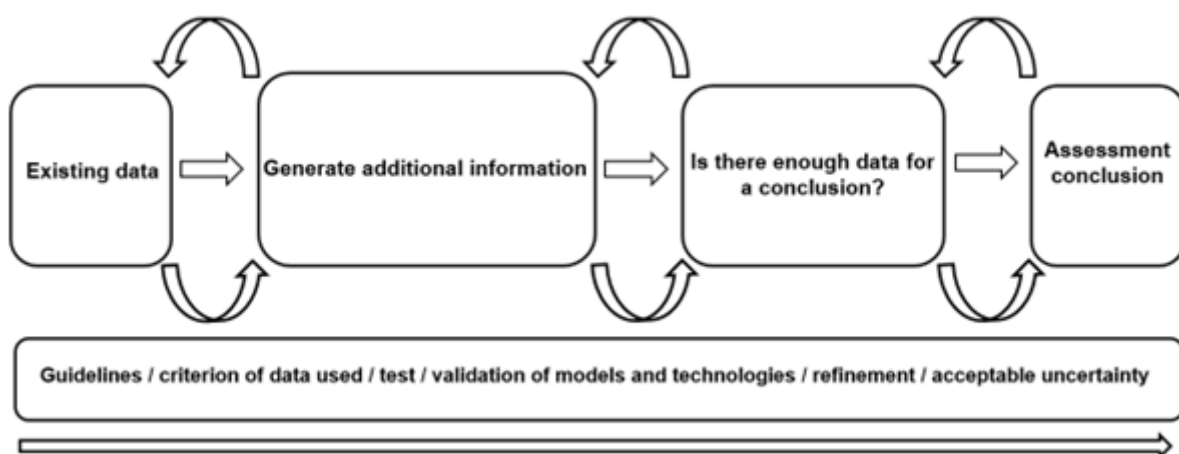 Existing data
Generate additional information
Is there enough data for
a conclusion?
Assessment
conclusion
Guidelines / criterion of data used / test / validation of models and technologies / refinement / acceptable uncertainty